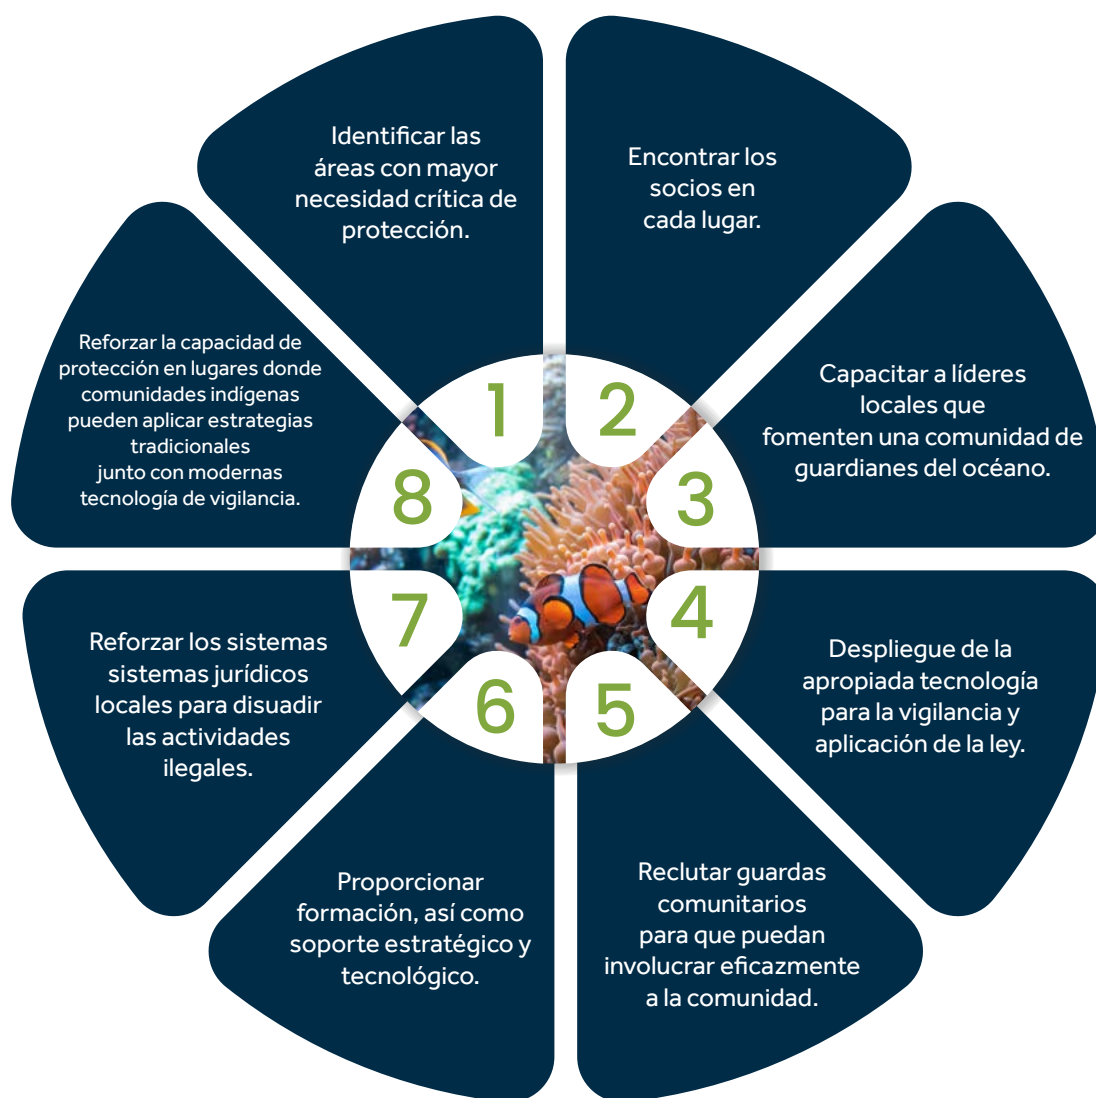 1
Identificar las
áreas con mayor
necesidad crítica de
protección.
2
Encontrar los
socios en
cada lugar.
3
Capacitar a líderes
locales que
fomenten una comunidad de
guardianes del océano.
4
Despliegue de la
apropiada tecnología
para la vigilancia y
aplicación de la ley.
5
Reclutar guardas
comunitarios
para que puedan
involucrar eficazmente
a la comunidad.
6
Proporcionar
formación, así como
soporte estratégico y
tecnológico.
7
Reforzar los sistemas
sistemas jurídicos
locales para disuadir
las actividades
ilegales.
8
Reforzar la capacidad de
protección en lugares donde
comunidades indígenas
pueden aplicar estrategias
tradicionales
junto con modernas
tecnología de vigilancia.